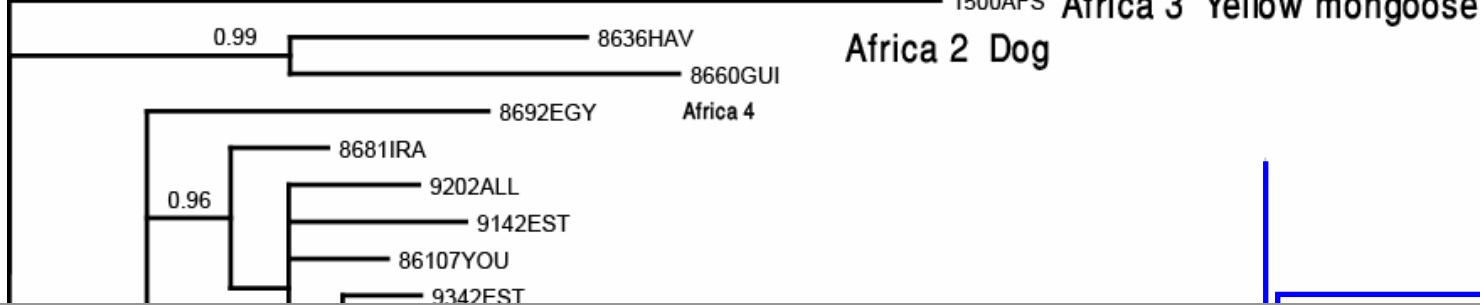 1500AFS Africa 3 Yellow mongoose
0.99
8636HAV
Africa 2 Dog
8660GUI
8692EGY Africa 4
8681IRA
9202ALL
0.96
9142EST
86107YOU
9342EST